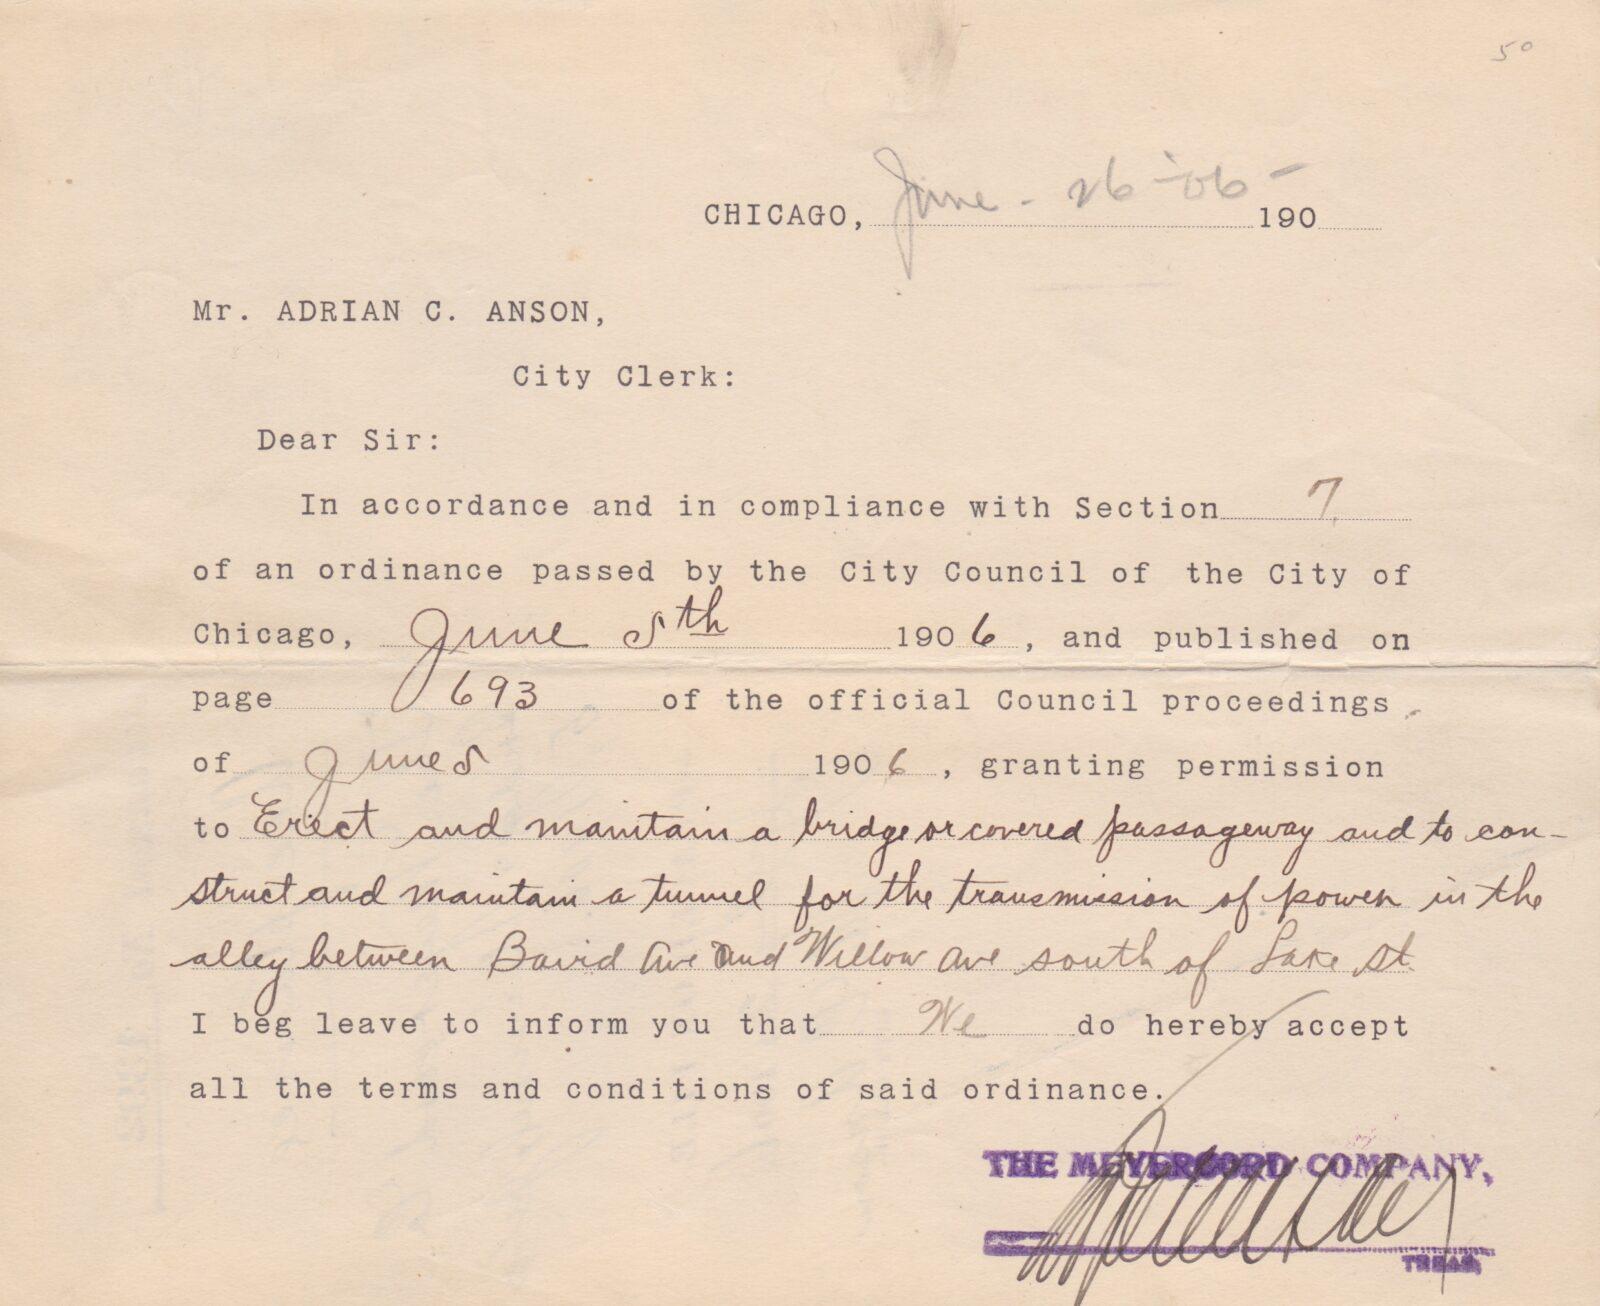 50
CHICAGO, June - 26-'06- 190
Mr. ADRIAN C. ANSON,
City Clerk:
Dear Sir:
In accordance and in compliance with Section 7
of an ordinance passed by the City Council of the City of
Chicago, June 5th 1906, and published on
page 693 of the official Council proceedings
of June 5 1906, granting permission
to Erect and maintain a bridge or covered passageway and to con-
struct and maintain a tunnel for the transmission of power in the
alley between Baird Ave and Willow Ave south of Lake St.
I beg leave to inform you that We do hereby accept
all the terms and conditions of said ordinance.
THE MEYERCORD COMPANY,
TREAS.